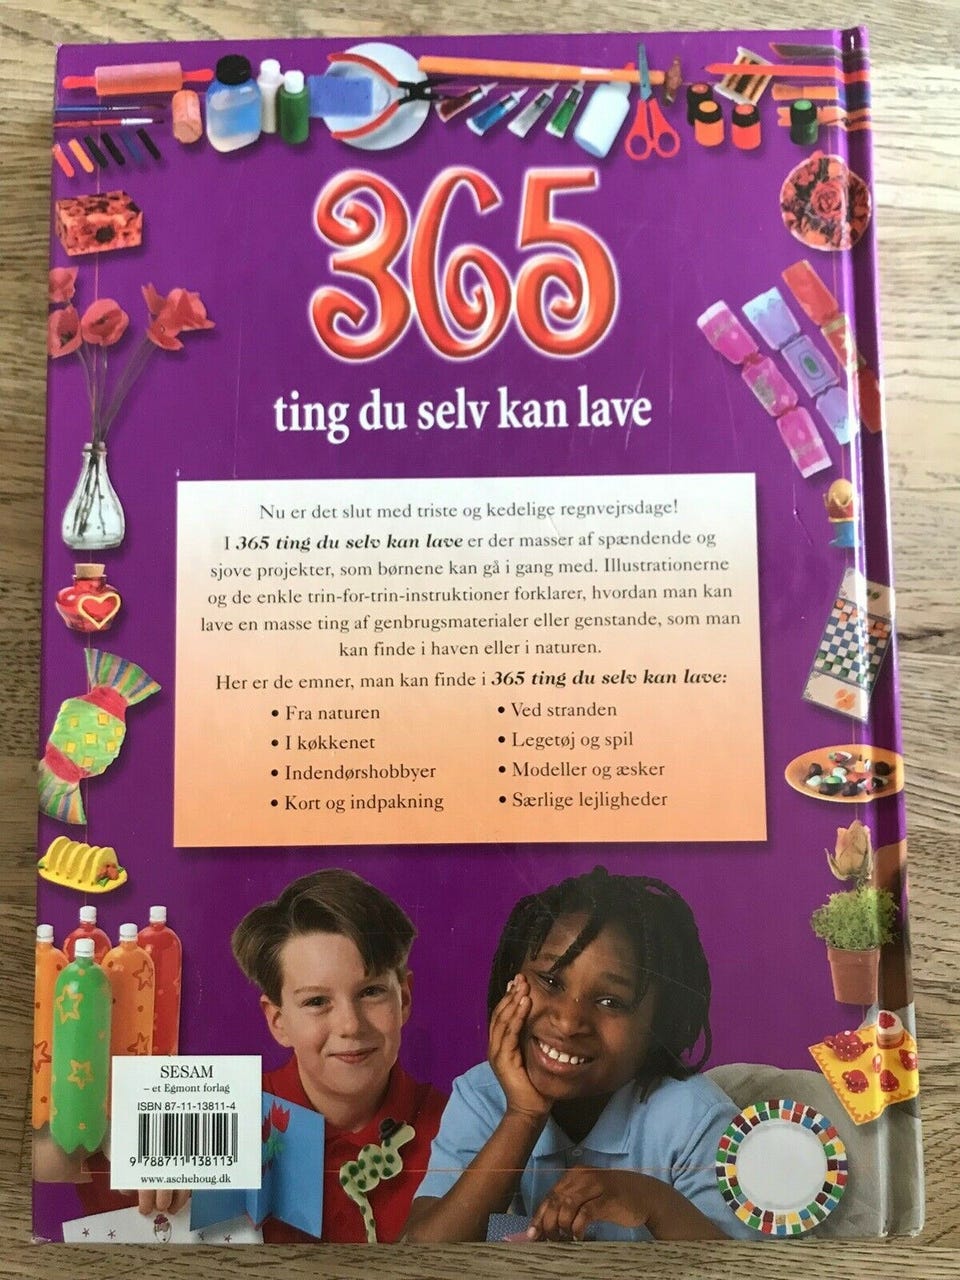 365
ting du selv kan lave
Nu er det slut med triste og kedelige regnvejrsdage!
I 365 ting du selv kan lave er der masser af spændende og
sjove projekter, som børnene kan gå i gang med. Illustrationerne
og de enkle trin-for-trin-instruktioner forklarer, hvordan man kan
lave en masse ting af genbrugsmaterialer eller genstande, som man
kan finde i haven eller i naturen.
Her er de emner, man kan finde i 365 ting du selv kan lave:
• Fra naturen
• I køkkenet
• Indendørshobbyer
• Kort og indpakning
• Ved stranden
• Legetøj og spil
• Modeller og æsker
• Særlige lejligheder
SESAM
– et Egmont forlag
ISBN 87-11-13811-4
9 788711 138113
www.aschehoug.dk